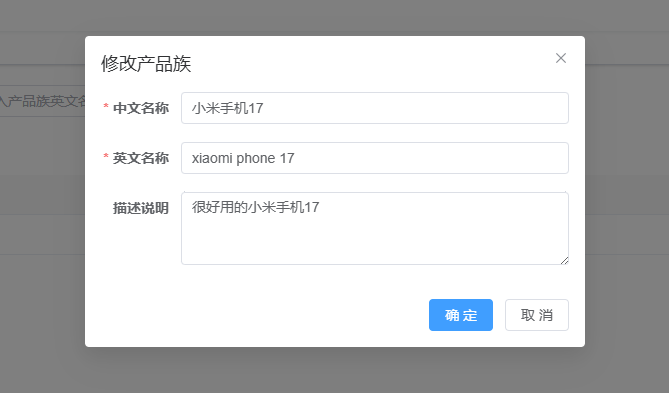 修改产品族
入产品族英文名
* 中文名称 小米手机17
* 英文名称 xiaomi phone 17
描述说明 很好用的小米手机17
确 定 取 消